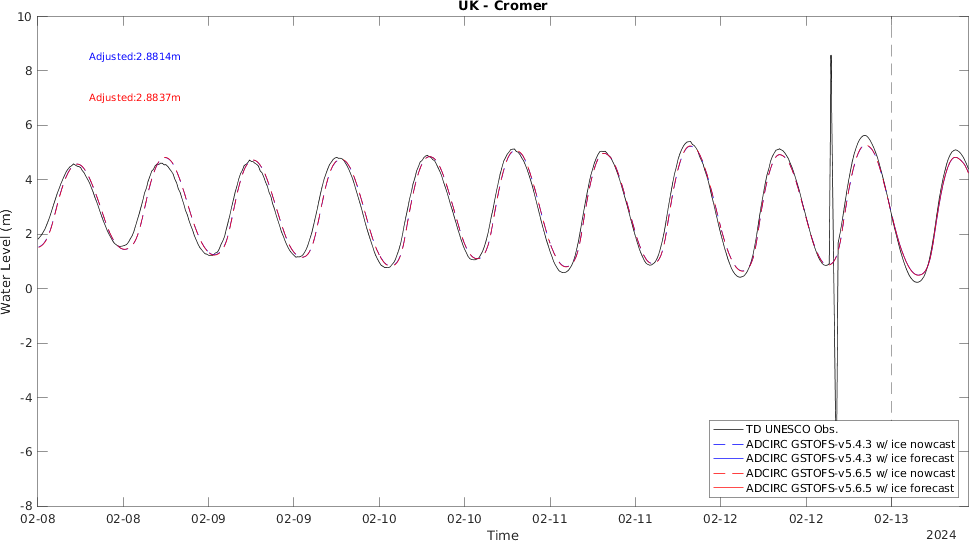 UK - Cromer
10
8
6
4
2
0
-2
-4
-6
-8
Adjusted:2.8814m
Adjusted:2.8837m
Water Level (m)
TD UNESCO Obs.
ADCIRC GSTOFS-v5.4.3 w/ ice nowcast
ADCIRC GSTOFS-v5.4.3 w/ ice forecast
ADCIRC GSTOFS-v5.6.5 w/ ice nowcast
ADCIRC GSTOFS-v5.6.5 w/ ice forecast
02-08 02-08 02-09 02-09 02-10 02-10 02-11 02-11 02-12 02-12 02-13
Time
2024